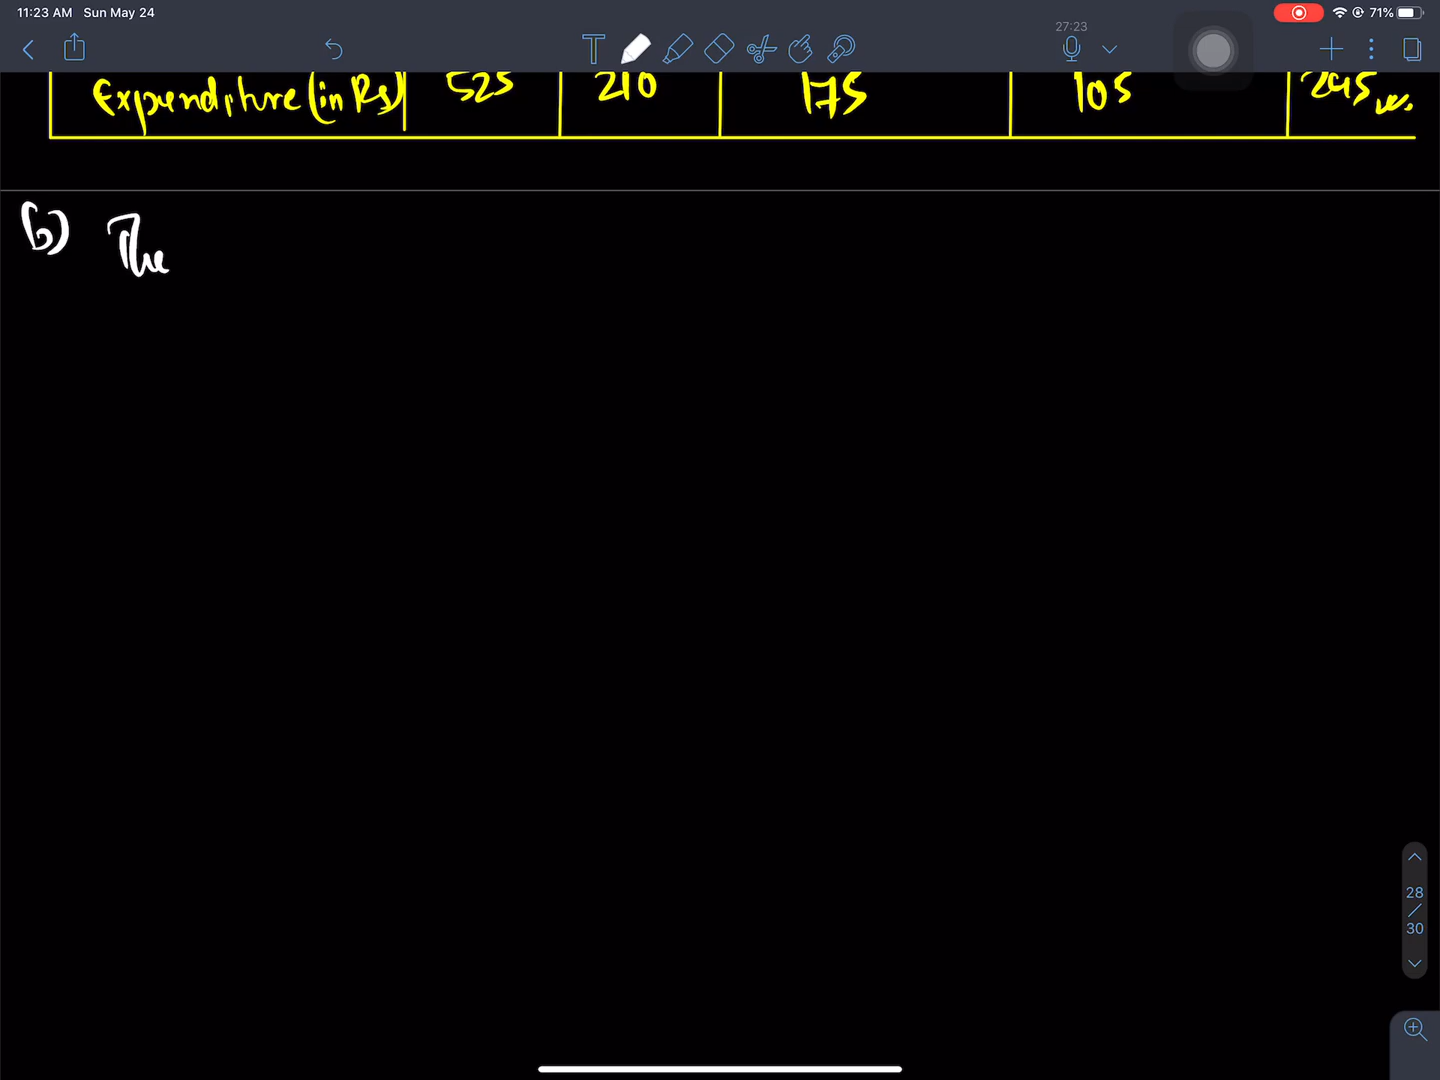 11:23 AM Sun May 24
71%
27:23
T
Expenditure (in Rs) 525 210 175 105 245
(b) The
28
30